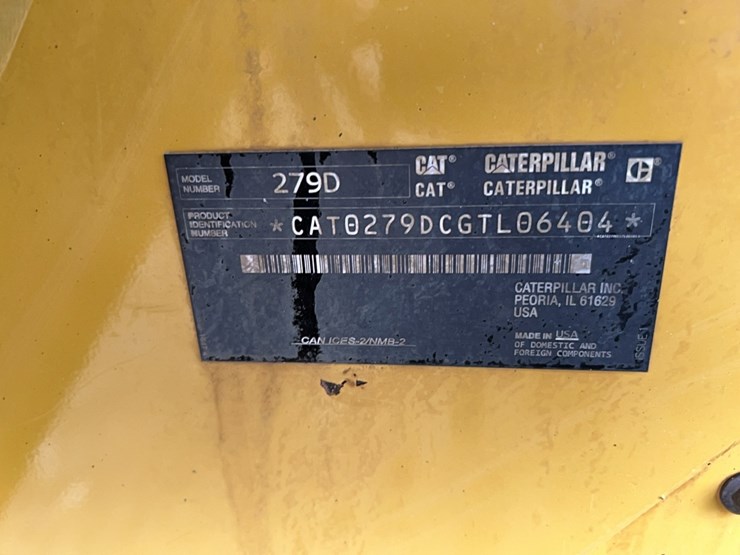 MODEL NUMBER 279D
CAT® CATERPILLAR®
CAT® CATERPILLAR®
PRODUCT IDENTIFICATION NUMBER *CAT0279DCGTL06404*
CATERPILLAR INC.
PEORIA, IL 61629
USA
CAN ICES-2/NMB-2
MADE IN USA
OF DOMESTIC AND
FOREIGN COMPONENTS